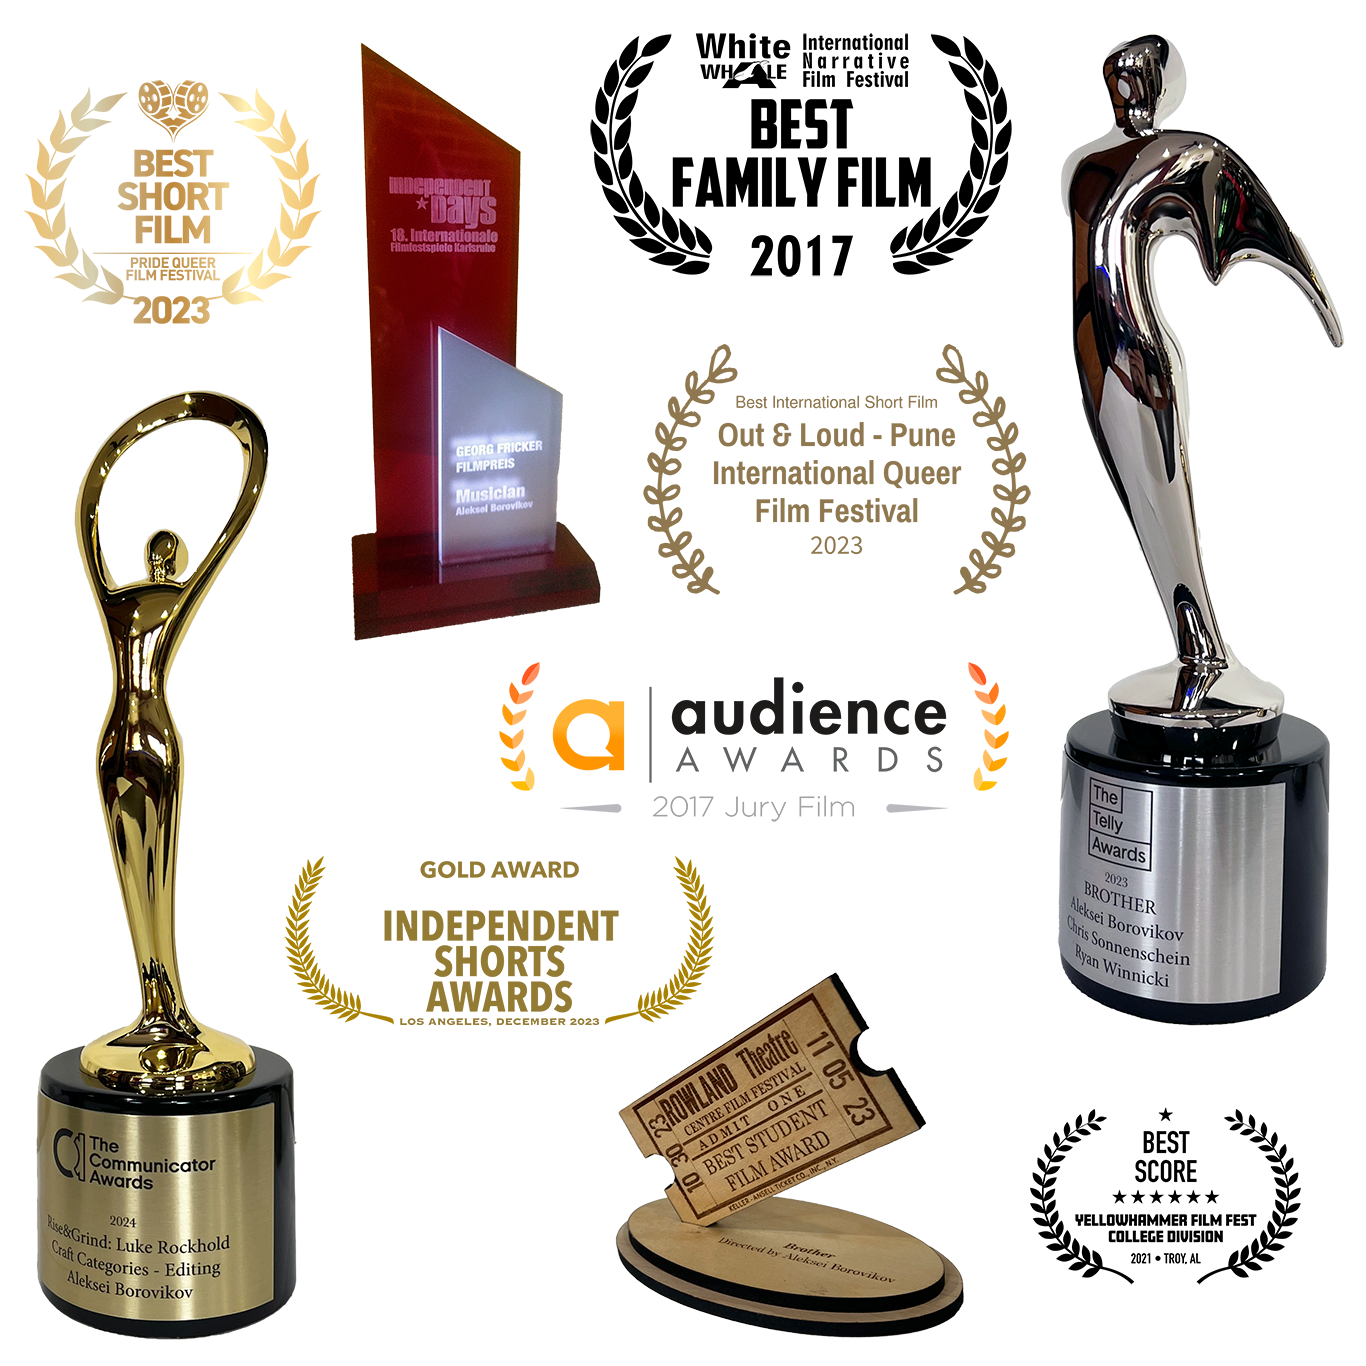 BEST
SHORT
FILM
PRIDE QUEER
FILM FESTIVAL
2023
INDEPENDENT
DAYS
18. Internationale
Filmfestspiele Karlsruhe
GEORG FRICKER
FILMPREIS
Musician
Aleksei Borovikov
White
WHALE
International
Narrative
Film Festival
BEST
FAMILY FILM
2017
Best International Short Film
Out & Loud - Pune
International Queer
Film Festival
2023
a
audience
AWARDS
2017 Jury Film
The
Telly
Awards
2023
BROTHER
Aleksei Borovikov
Chris Sonnenschein
Ryan Winnicki
GOLD AWARD
INDEPENDENT
SHORTS
AWARDS
LOS ANGELES, DECEMBER 2023
The
Communicator
Awards
2024
Rise&Grind: Luke Rockhold
Craft Categories - Editing
Aleksei Borovikov
10 30 23
ROWLAND Theatre
CENTRE FILM FESTIVAL
ADMIT ONE
BEST STUDENT
FILM AWARD
KELLER-ANSELL TICKET CO., INC., N.Y.
11 05 23
Brother
Directed by Aleksei Borovikov
BEST
SCORE
YELLOWHAMMER FILM FEST
COLLEGE DIVISION
2021 • TROY, AL